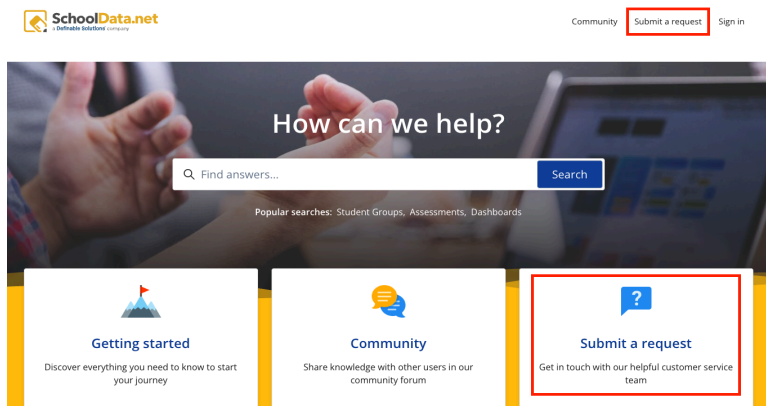 SchoolData.net
a Definable Solutions company
Community
Submit a request
Sign in
How can we help?
Find answers...
Search
Popular searches: Student Groups, Assessments, Dashboards
?
Getting started
Discover everything you need to know to start
your journey
Community
Share knowledge with other users in our
community forum
Submit a request
Get in touch with our helpful customer service
team